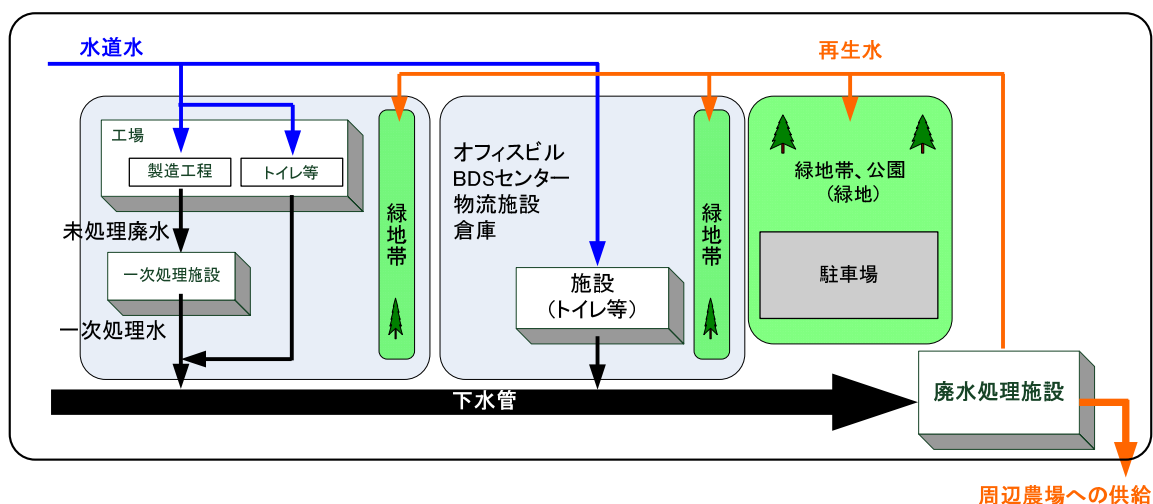 水道水
再生水
工場
製造工程
トイレ等
未処理廃水
一次処理施設
一次処理水
緑地帯
オフィスビル
BDSセンター
物流施設
倉庫
施設
（トイレ等）
緑地帯
緑地帯、公園
（緑地）
駐車場
下水管
廃水処理施設
周辺農場への供給